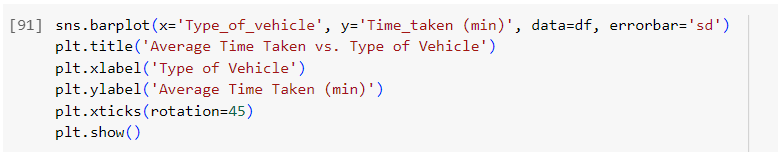 [91] sns.barplot(x='Type_of_vehicle', y='Time_taken (min)', data=df, errorbar='sd')
plt.title('Average Time Taken vs. Type of Vehicle')
plt.xlabel('Type of Vehicle')
plt.ylabel('Average Time Taken (min)')
plt.xticks(rotation=45)
plt.show()